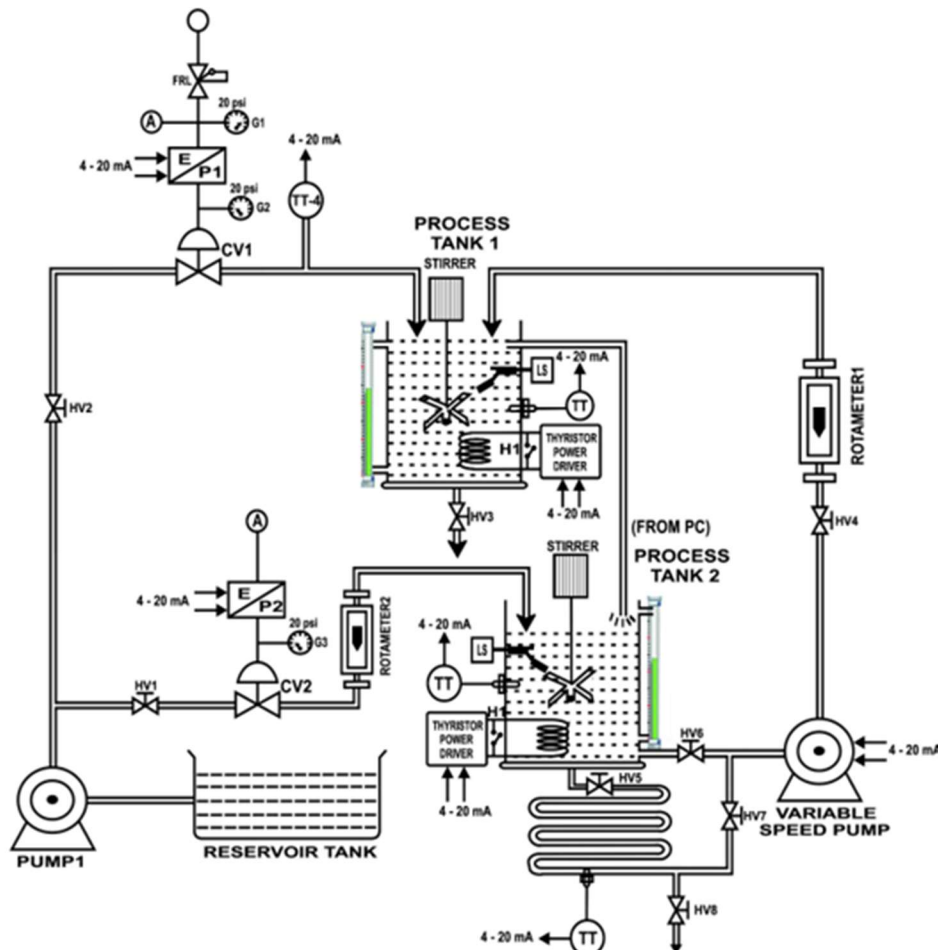 FRL
20 psi
A
G1
4 - 20 mA
E
P1
4 - 20 mA
20 psi
G2
TT-4
CV1
PROCESS
TANK 1
STIRRER
4 - 20 mA
LS
TT
HV2
ROTAMETER1
H1
THYRISTOR
POWER
DRIVER
4 - 20 mA
HV3
HV4
A
(FROM PC)
STIRRER
PROCESS
TANK 2
E
P2
4 - 20 mA
20 psi
G3
ROTAMETER2
4 - 20 mA
LS
TT
CV2
HV1
H1
THYRISTOR
POWER
DRIVER
4 - 20 mA
HV6
4 - 20 mA
HV5
HV7
VARIABLE
SPEED PUMP
PUMP1
RESERVOIR TANK
HV8
4 - 20 mA
TT